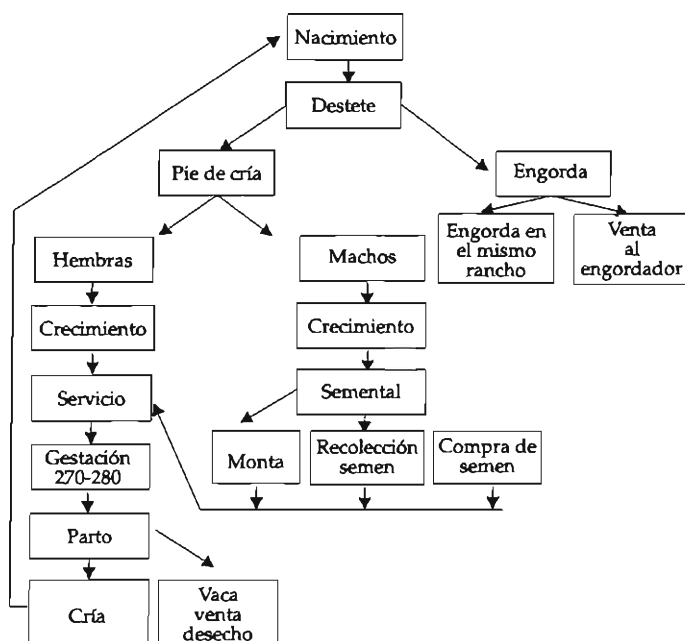 Nacimiento
Destete
Pie de cría
Engorda
Engorda en
el mismo
rancho
Venta
al
engordador
Hembras
Machos
Crecimiento
Crecimiento
Servicio
Semental
Gestación
270-280
Monta
Recolección
semen
Compra de
semen
Parto
Cría
Vaca
venta
desecho